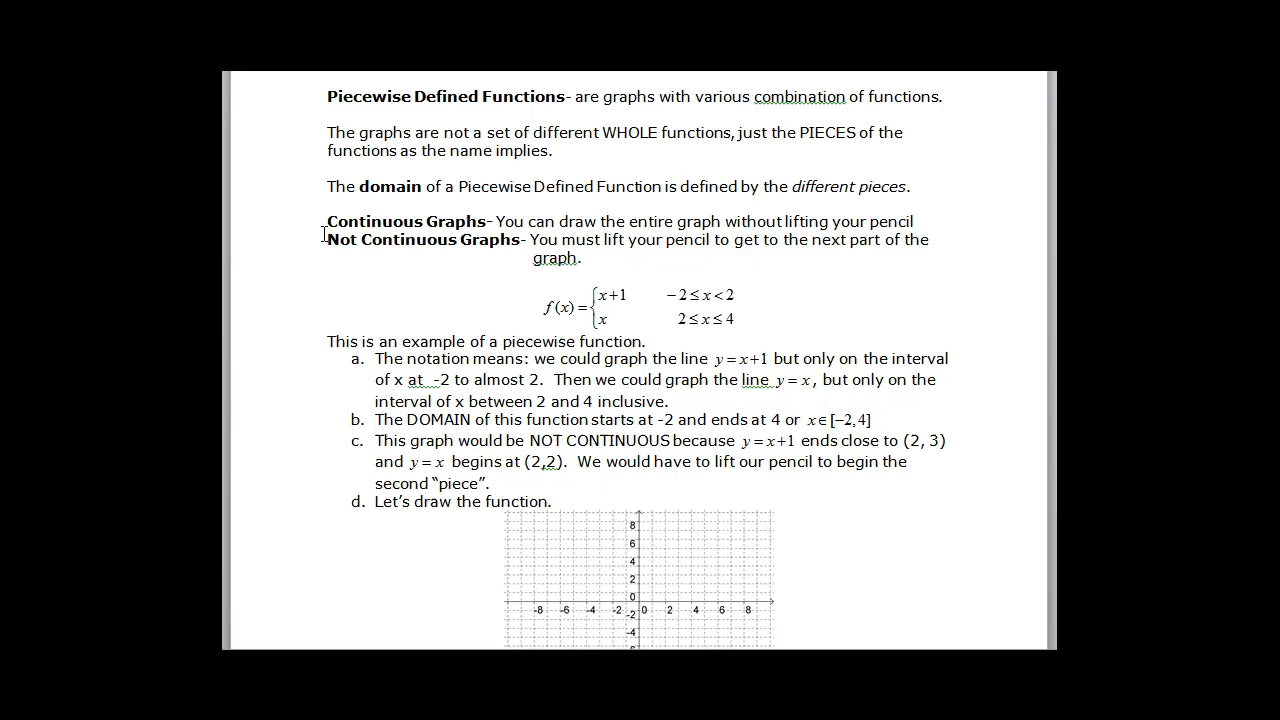 Piecewise Defined Functions- are graphs with various combination of functions.
The graphs are not a set of different WHOLE functions, just the PIECES of the
functions as the name implies.
The domain of a Piecewise Defined Function is defined by the different pieces.
Continuous Graphs- You can draw the entire graph without lifting your pencil
Not Continuous Graphs- You must lift your pencil to get to the next part of the
graph.
f(x) = { x+1 −2 ≤ x < 2
x 2 ≤ x ≤ 4
This is an example of a piecewise function.
a. The notation means: we could graph the line y = x+1 but only on the interval
of x at -2 to almost 2. Then we could graph the line y = x, but only on the
interval of x between 2 and 4 inclusive.
b. The DOMAIN of this function starts at -2 and ends at 4 or x∈[−2,4]
c. This graph would be NOT CONTINUOUS because y = x+1 ends close to (2, 3)
and y = x begins at (2,2). We would have to lift our pencil to begin the
second “piece”.
d. Let’s draw the function.
8
6
4
2
0
-8 -6 -4 -2 0 2 4 6 8
-2
-4